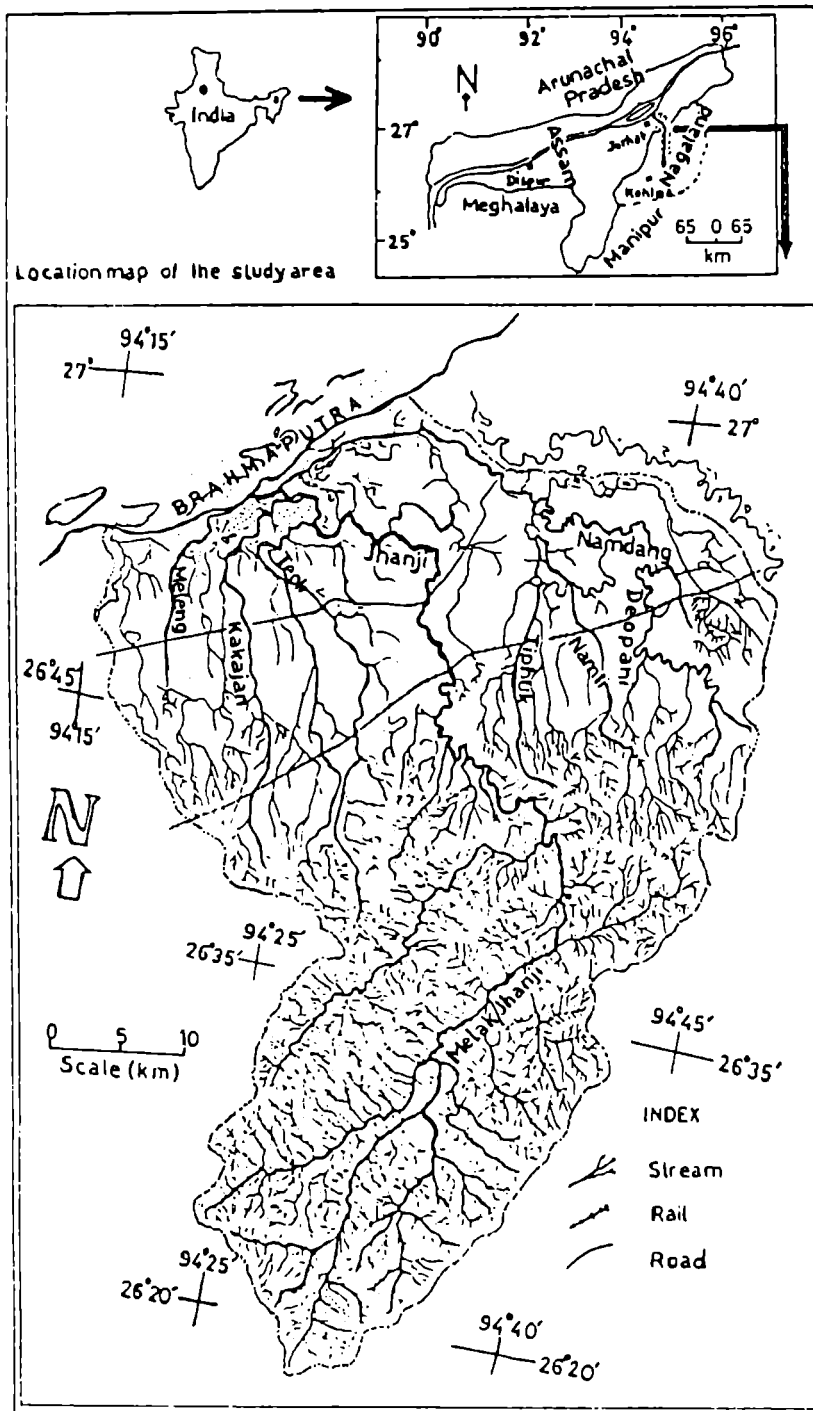 90° 92° 94° 96°
India
N
Arunachal
Pradesh
27°
Assam
Jorhat
Nagaland
Dispur
Kohima
Meghalaya
Manipur
25°
65 0 65
km
Location map of the study area
94°15'
27°
94°40'
27°
BRAHMAPUTRA
Meleng
Kakajan
Teok
Jhanji
Namdang
Tiphuk
Namti
Deopani
26°45'
94°15'
N
94°25'
26°35'
0 5 10
Scale (km)
Melak Jhanji
94°45'
26°35'
INDEX
Stream
Rail
Road
94°25'
26°20'
94°40'
26°20'